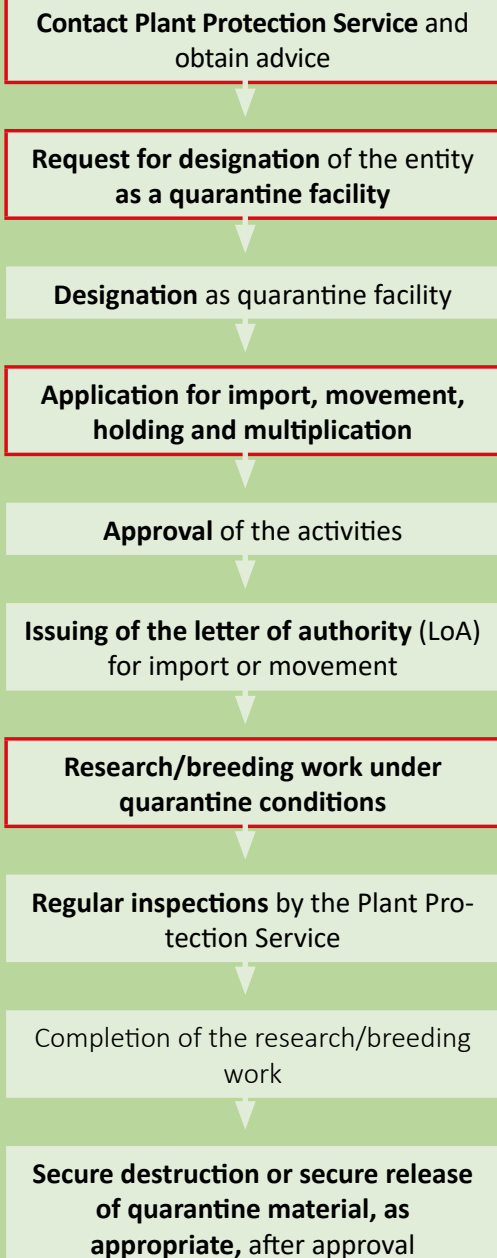 Contact Plant Protection Service and
obtain advice
Request for designation of the entity
as a quarantine facility
Designation as quarantine facility
Application for import, movement,
holding and multiplication
Approval of the activities
Issuing of the letter of authority (LoA)
for import or movement
Research/breeding work under
quarantine conditions
Regular inspections by the Plant Pro-
tection Service
Completion of the research/breeding
work
Secure destruction or secure release
of quarantine material, as
appropriate, after approval